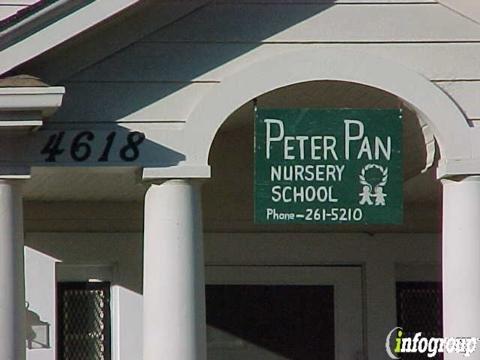 4618
PETER PAN
NURSERY
SCHOOL
Phone-261-5210
infogroup